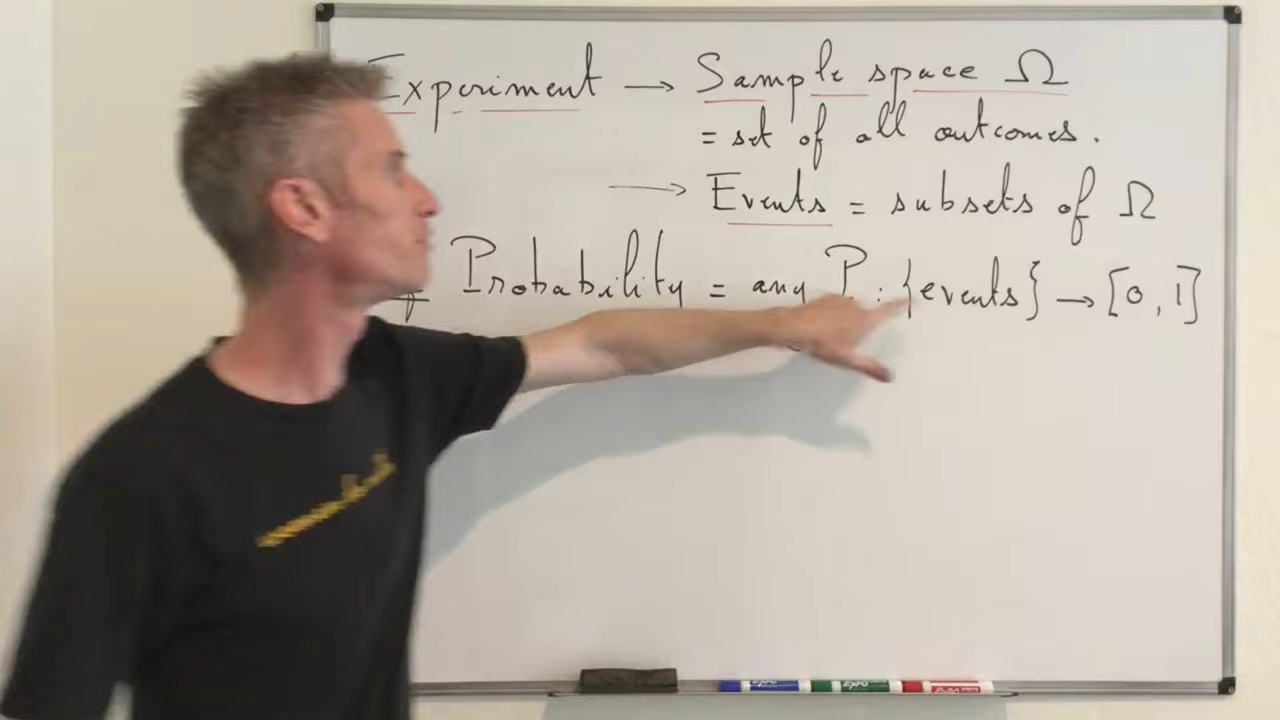 Experiment → Sample space Ω
= set of all outcomes.
→ Events = subsets of Ω
Probability = any P : {events} → [0, 1]